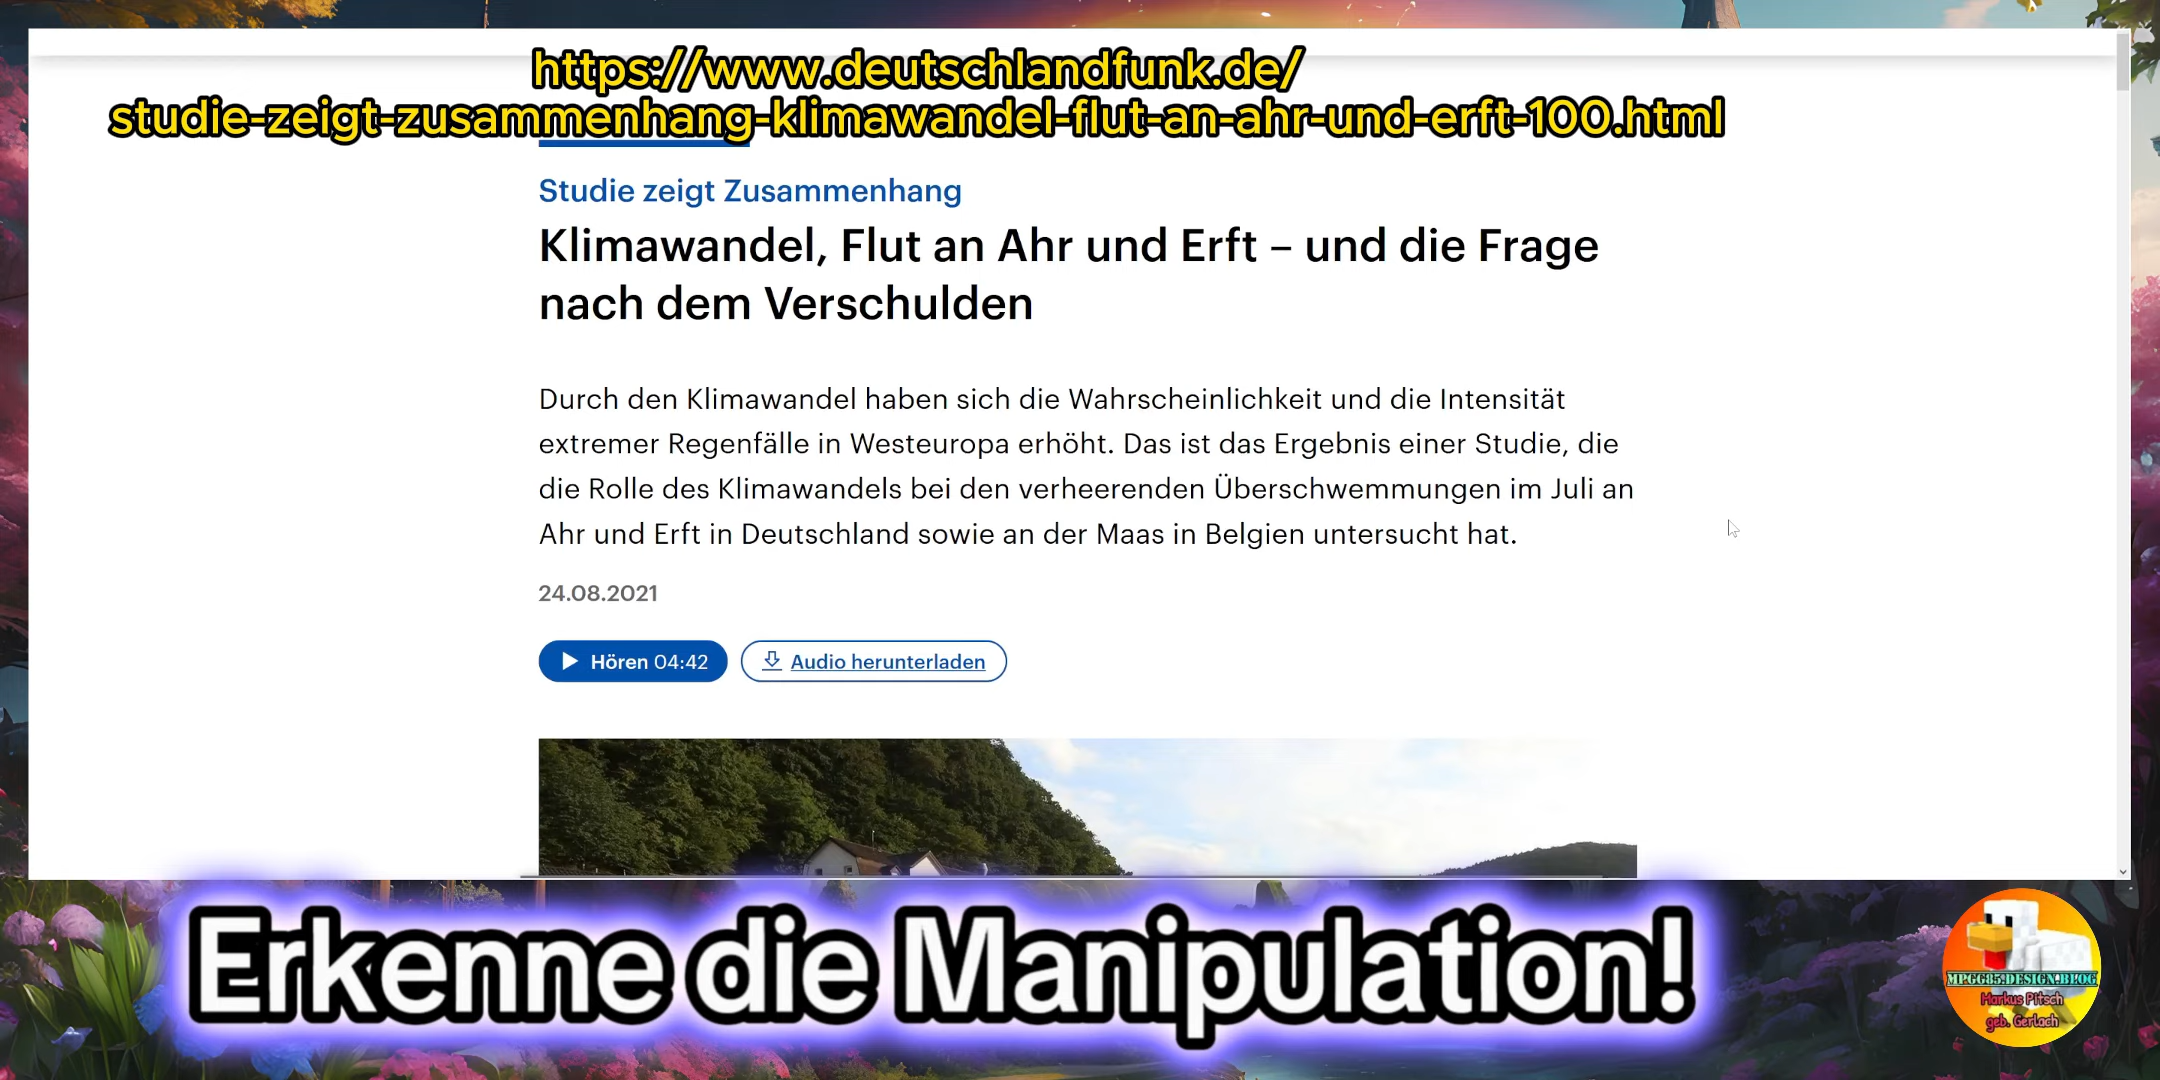 https://www.deutschlandfunk.de/
studie-zeigt-zusammenhang-klimawandel-flut-an-ahr-und-erft-100.html
Studie zeigt Zusammenhang
Klimawandel, Flut an Ahr und Erft – und die Frage
nach dem Verschulden
Durch den Klimawandel haben sich die Wahrscheinlichkeit und die Intensität
extremer Regenfälle in Westeuropa erhöht. Das ist das Ergebnis einer Studie, die
die Rolle des Klimawandels bei den verheerenden Überschwemmungen im Juli an
Ahr und Erft in Deutschland sowie an der Maas in Belgien untersucht hat.
24.08.2021
Hören 04:42
Audio herunterladen
Erkenne die Manipulation!
Markus Pitsch
geb. Gerlach